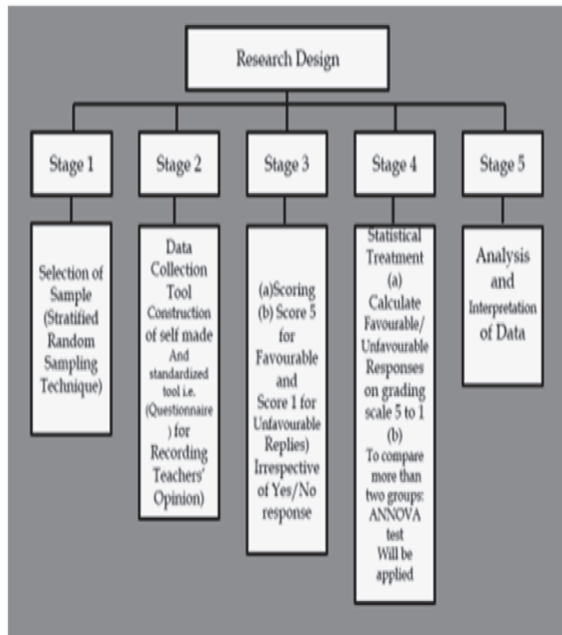 Research Design
Stage 1
Stage 2
Stage 3
Stage 4
Stage 5
Selection of
Sample
(Stratified
Random
Sampling
Technique)
Data
Collection
Tool
Construction
of self made
And
standardized
tool i.e.
(Questionnaire
) for
Recording
Teachers'
Opinion)
(a)Scoring
(b) Score 5
for
Favourable
and
Score 1 for
Unfavourable
Replies)
Irrespective
of Yes/No
response
Statistical
Treatment
(a)
Calculate
Favourable/
Unfavourable
Responses
on grading
scale 5 to 1
(b)
To compare
more than
two groups:
ANNOVA
test
Will be
applied
Analysis
and
Interpretation
of Data